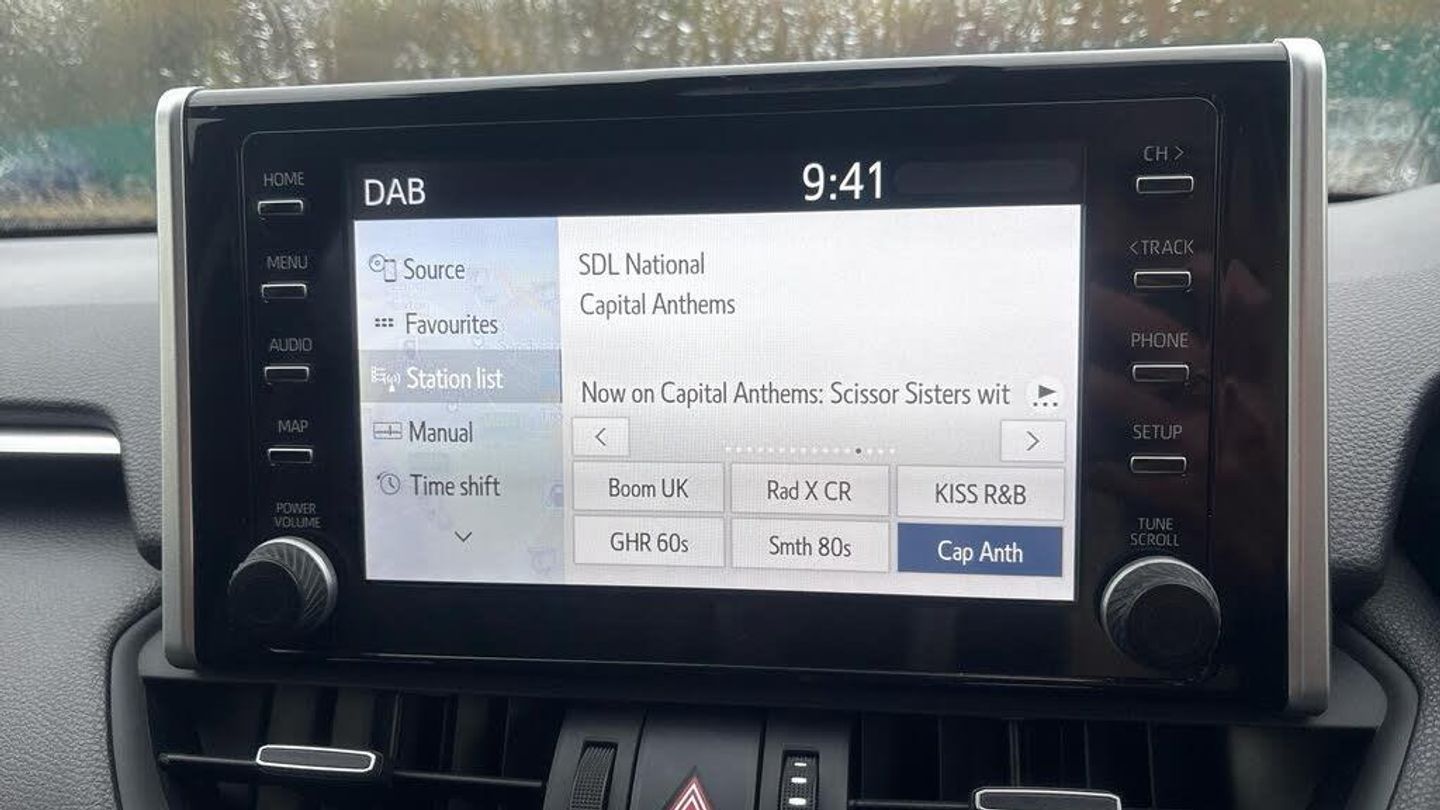 HOME
MENU
AUDIO
MAP
POWER
VOLUME
DAB
9:41
Source
Favourites
Station list
Manual
Time shift
SDL National
Capital Anthems
Now on Capital Anthems: Scissor Sisters wit
Boom UK
Rad X CR
KISS R&B
GHR 60s
Smth 80s
Cap Anth
CH >
< TRACK
PHONE
SETUP
TUNE
SCROLL